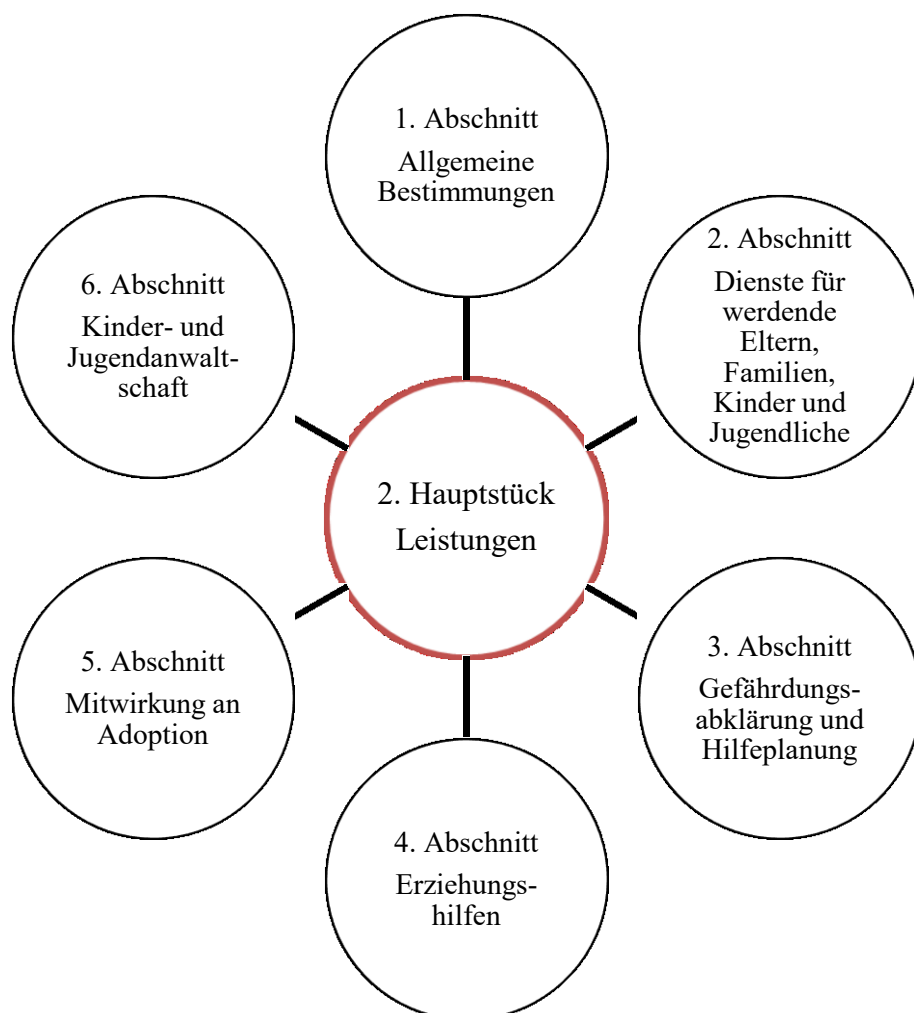 1. Abschnitt
Allgemeine
Bestimmungen
2. Abschnitt
Dienste für
werdende
Eltern,
Familien,
Kinder und
Jugendliche
6. Abschnitt
Kinder- und
Jugendanwalt-
schaft
2. Hauptstück
Leistungen
3. Abschnitt
Gefährdungs-
abklärung und
Hilfeplanung
5. Abschnitt
Mitwirkung an
Adoption
4. Abschnitt
Erziehungs-
hilfen